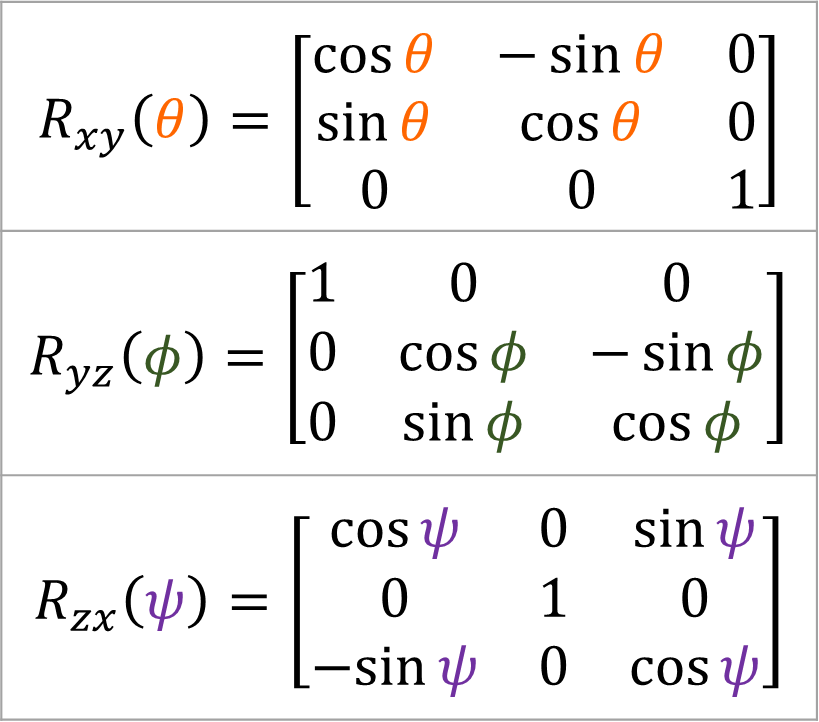 cos θ − sin θ 0
R_xy(θ) = [ sin θ cos θ 0 ]
0 0 1
1 0 0
R_yz(ϕ) = [ 0 cos ϕ − sin ϕ ]
0 sin ϕ cos ϕ
cos ψ 0 sin ψ
R_zx(ψ) = [ 0 1 0 ]
−sin ψ 0 cos ψ